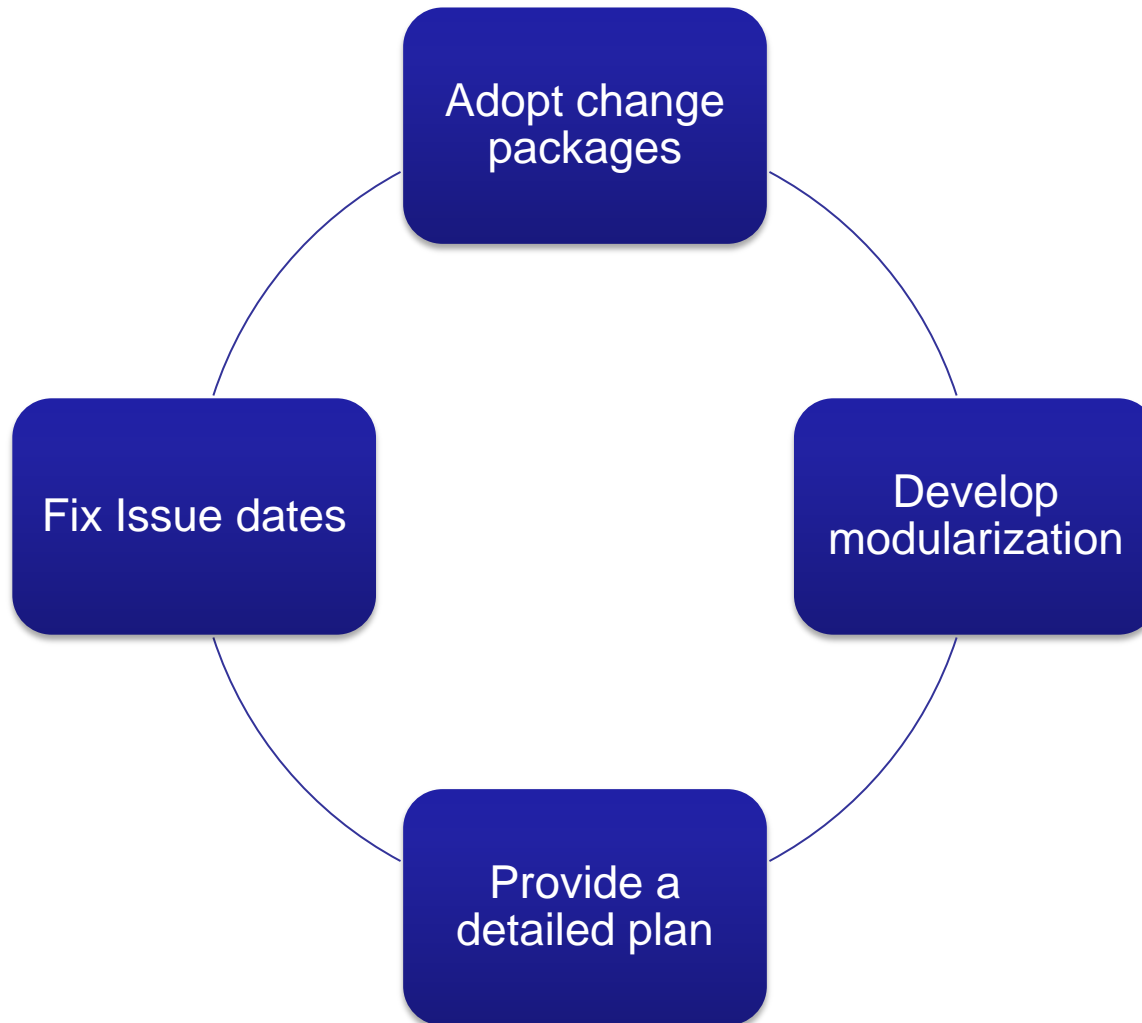 Adopt change
packages
Develop
modularization
Provide a
detailed plan
Fix Issue dates